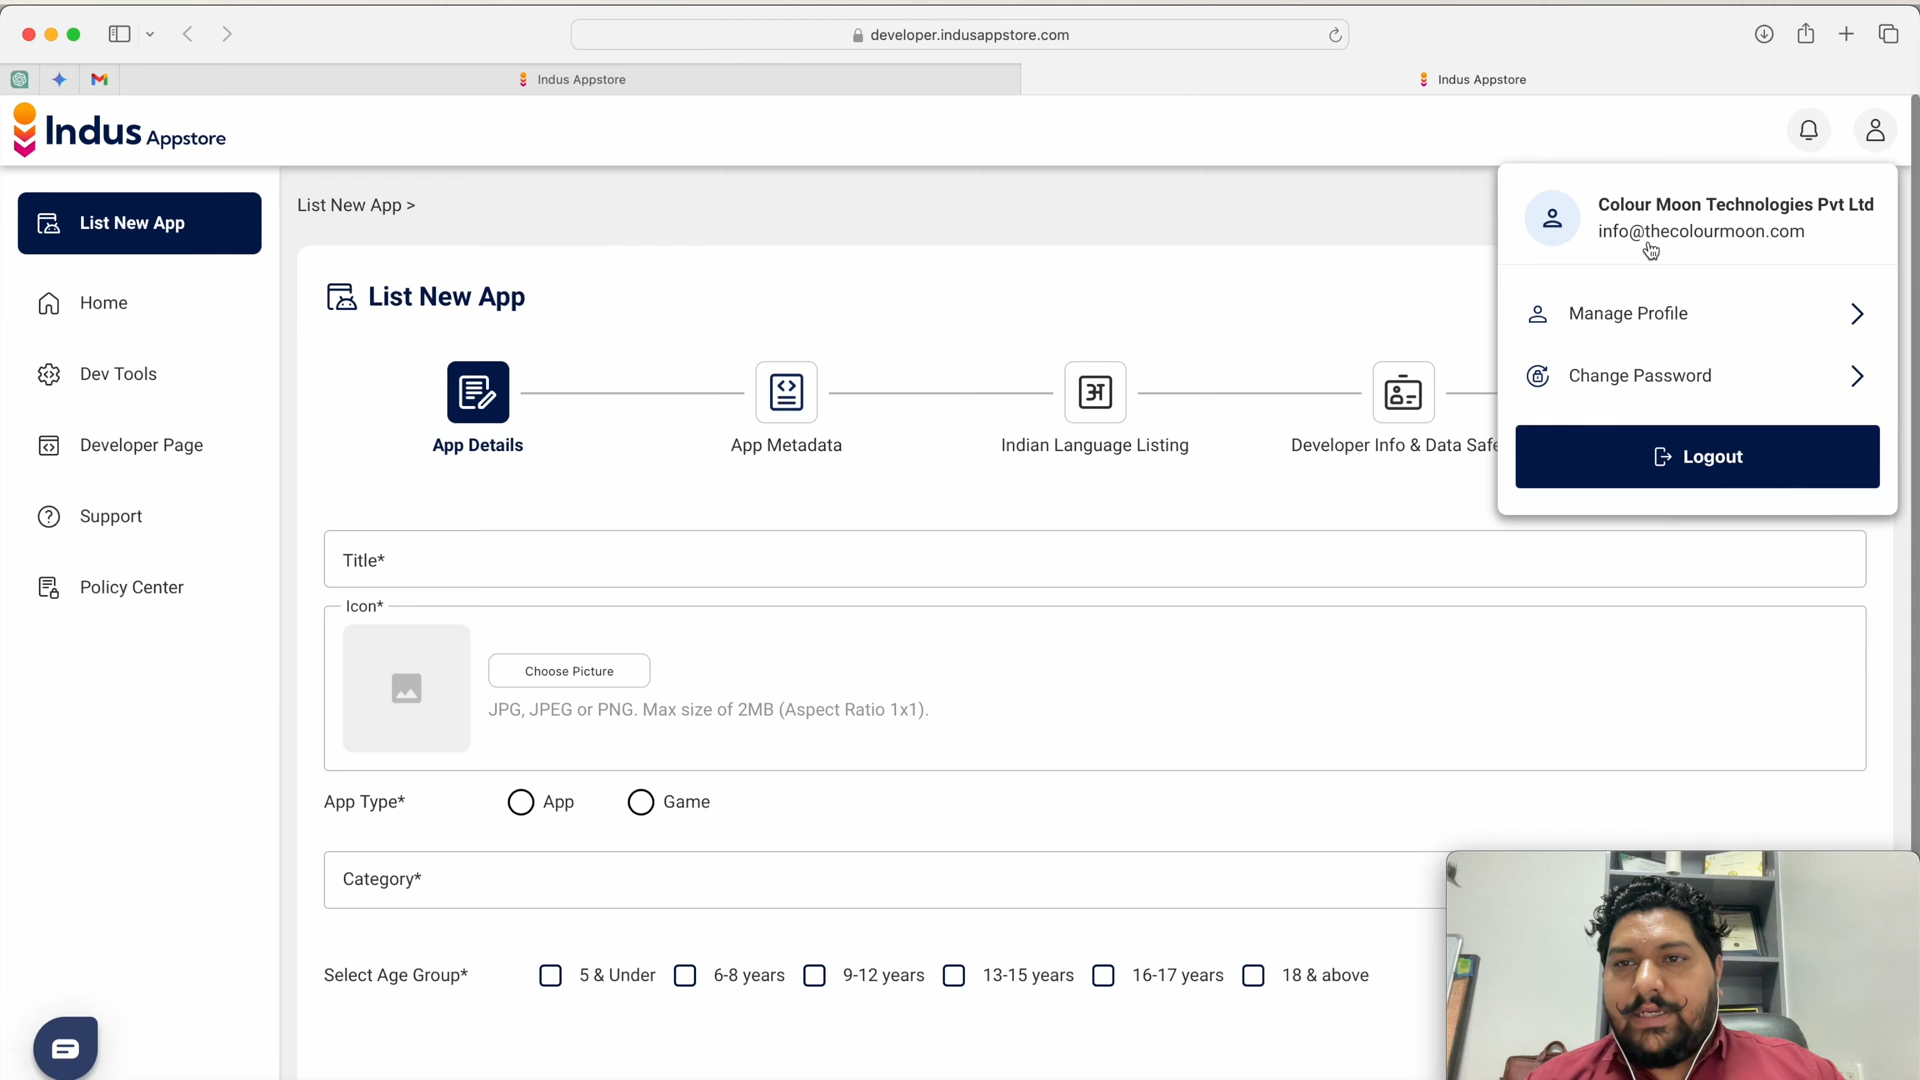 developer.indusappstore.com
Indus Appstore
Indus Appstore
Indus Appstore
List New App
Home
Dev Tools
Developer Page
Support
Policy Center
List New App >
List New App
App Details
App Metadata
अ
Indian Language Listing
Developer Info & Data Safe
Colour Moon Technologies Pvt Ltd
info@thecolourmoon.com
Manage Profile
Change Password
Logout
Title*
Icon*
Choose Picture
JPG, JPEG or PNG. Max size of 2MB (Aspect Ratio 1x1).
App Type*
App
Game
Category*
Select Age Group*
5 & Under
6-8 years
9-12 years
13-15 years
16-17 years
18 & above